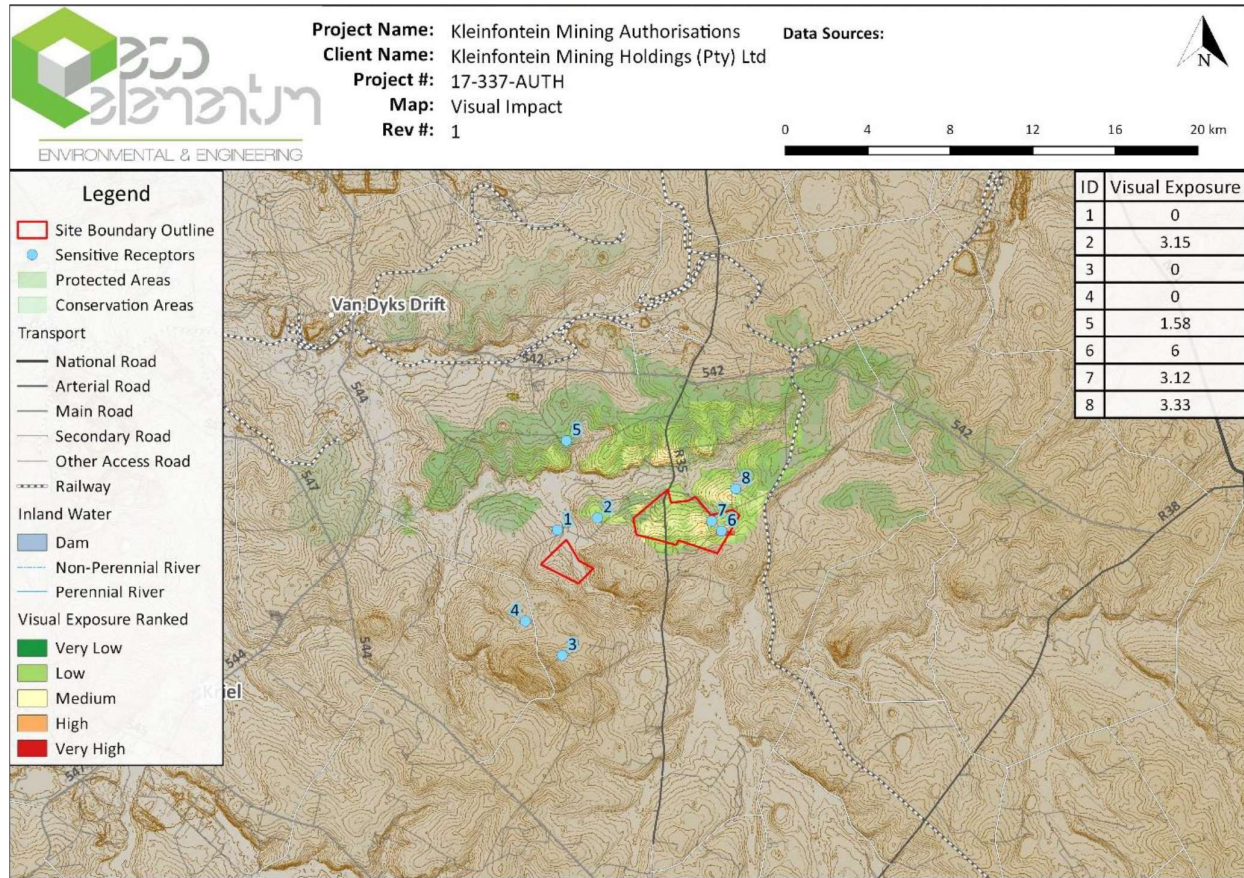 eco
elementum
ENVIRONMENTAL & ENGINEERING
Project Name: Kleinfontein Mining Authorisations
Client Name: Kleinfontein Mining Holdings (Pty) Ltd
Project #: 17-337-AUTH
Map: Visual Impact
Rev #: 1
Data Sources:
N
0 4 8 12 16 20 km
Legend
Site Boundary Outline
Sensitive Receptors
Protected Areas
Conservation Areas
Transport
National Road
Arterial Road
Main Road
Secondary Road
Other Access Road
Railway
Inland Water
Dam
Non-Perennial River
Perennial River
Visual Exposure Ranked
Very Low
Low
Medium
High
Very High
ID Visual Exposure
1 0
2 3.15
3 0
4 0
5 1.58
6 6
7 3.12
8 3.33
Van Dyks Drift
542
542
544
5
R35
542
547
8
2
7
1
6
R38
4
544
3
544
Kriel
547